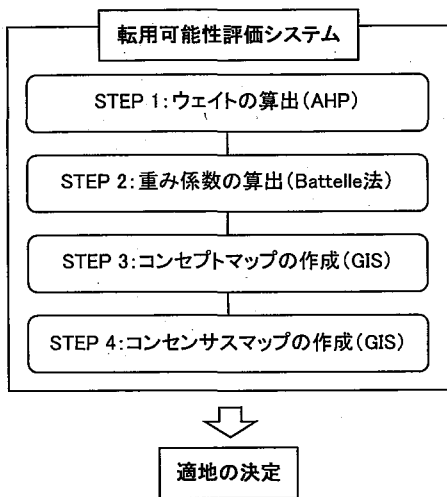 転用可能性評価システム
STEP 1:ウェイトの算出(AHP)
STEP 2:重み係数の算出(Battelle法)
STEP 3:コンセプトマップの作成(GIS)
STEP 4:コンセンサスマップの作成(GIS)
適地の決定